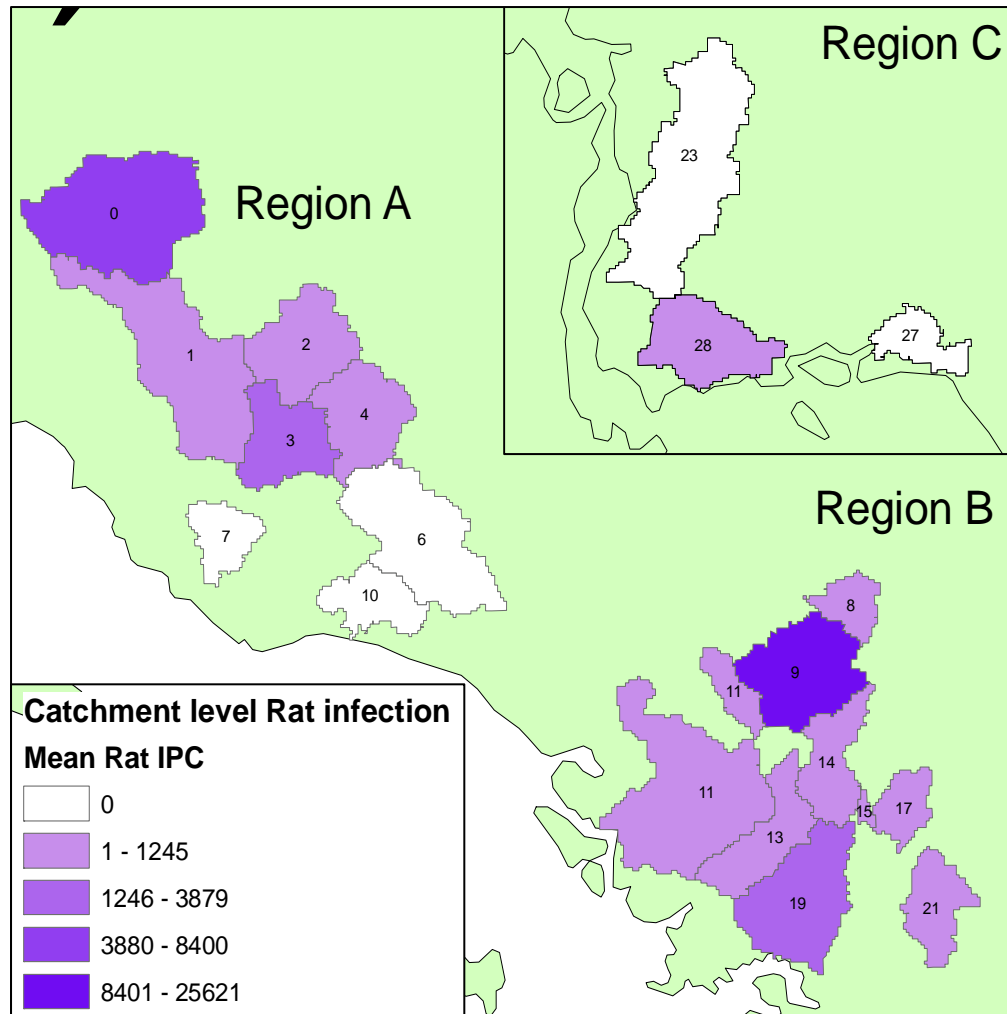 Region C
23
28
27
Region A
0
1
2
3
4
7
6
10
Region B
8
9
11
11
14
15
17
13
19
21
Catchment level Rat infection
Mean Rat IPC
0
1 - 1245
1246 - 3879
3880 - 8400
8401 - 25621